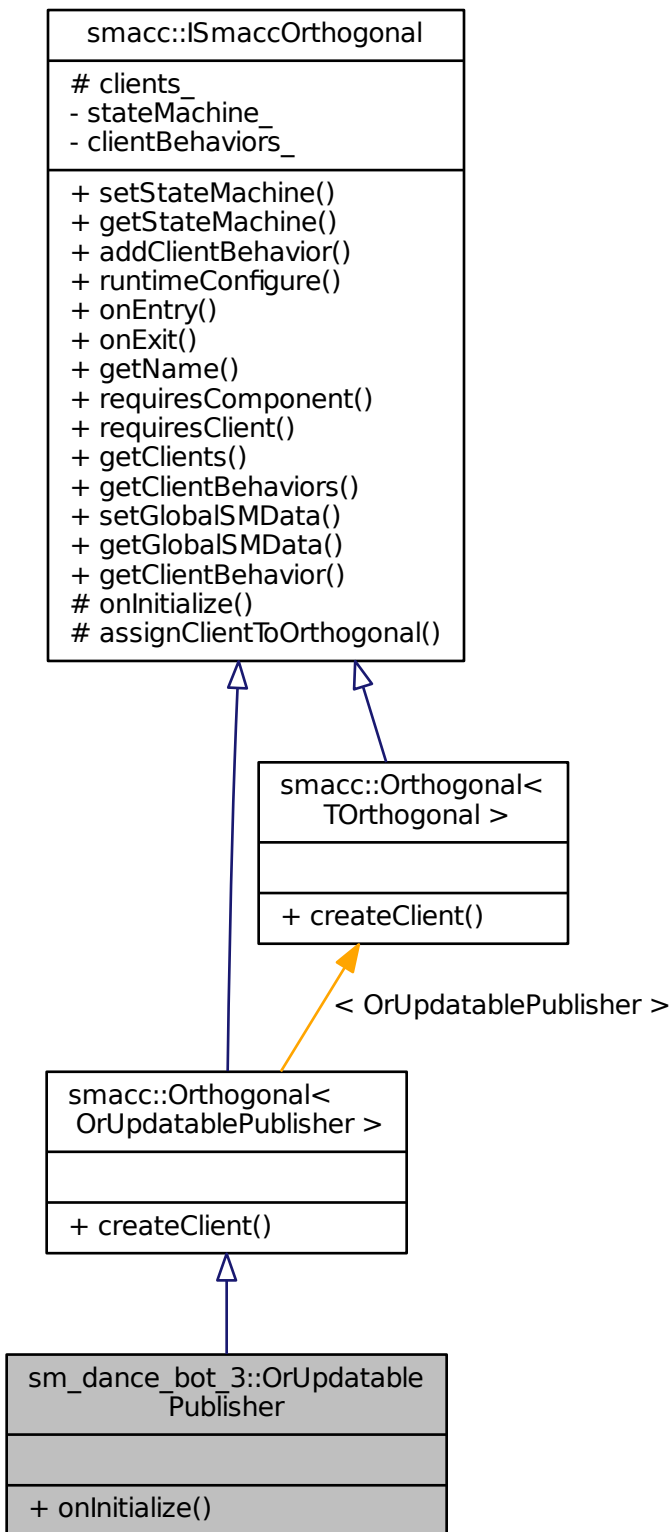 smacc::ISmaccOrthogonal
# clients_
- stateMachine_
- clientBehaviors_
+ setStateMachine()
+ getStateMachine()
+ addClientBehavior()
+ runtimeConfigure()
+ onEntry()
+ onExit()
+ getName()
+ requiresComponent()
+ requiresClient()
+ getClients()
+ getClientBehaviors()
+ setGlobalSMData()
+ getGlobalSMData()
+ getClientBehavior()
# onInitialize()
# assignClientToOrthogonal()
smacc::Orthogonal<
TOrthogonal >
+ createClient()
< OrUpdatablePublisher >
smacc::Orthogonal<
OrUpdatablePublisher >
+ createClient()
sm_dance_bot_3::OrUpdatable
Publisher
+ onInitialize()